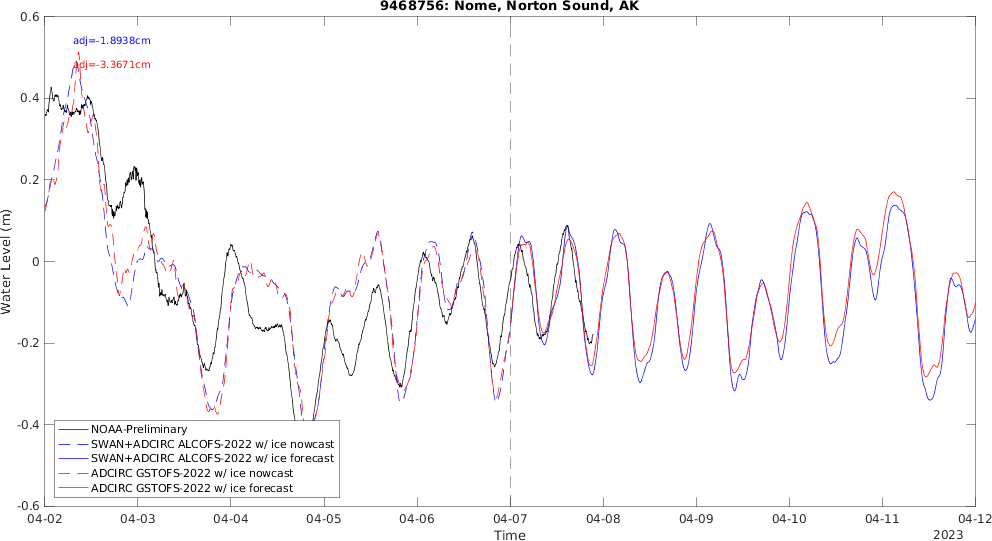 9468756: Nome, Norton Sound, AK
0.6
adj=-1.8938cm
adj=-3.3671cm
0.4
0.2
0
-0.2
-0.4
-0.6
Water Level (m)
NOAA-Preliminary
SWAN+ADCIRC ALCOFS-2022 w/ ice nowcast
SWAN+ADCIRC ALCOFS-2022 w/ ice forecast
ADCIRC GSTOFS-2022 w/ ice nowcast
ADCIRC GSTOFS-2022 w/ ice forecast
04-02 04-03 04-04 04-05 04-06 04-07 04-08 04-09 04-10 04-11 04-12
Time
2023